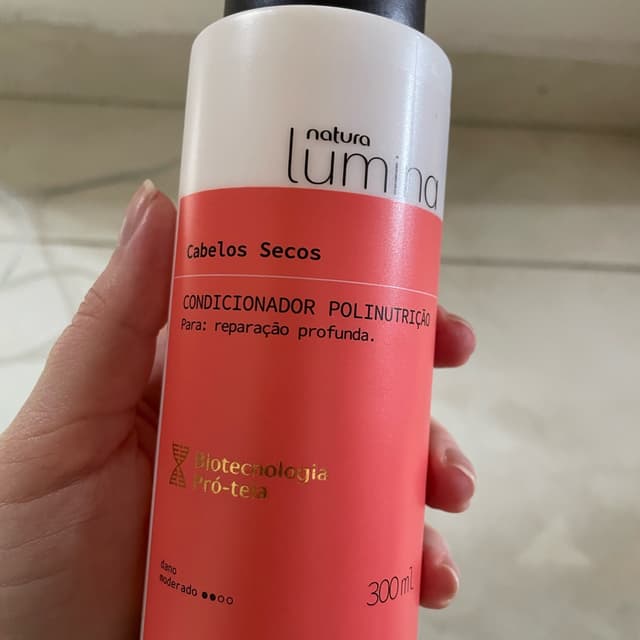 natura
lumina
Cabelos Secos
CONDICIONADOR POLINUTRIÇÃO
Para: reparação profunda.
Biotecnologia
Pró-teia
dano
moderado
300ml